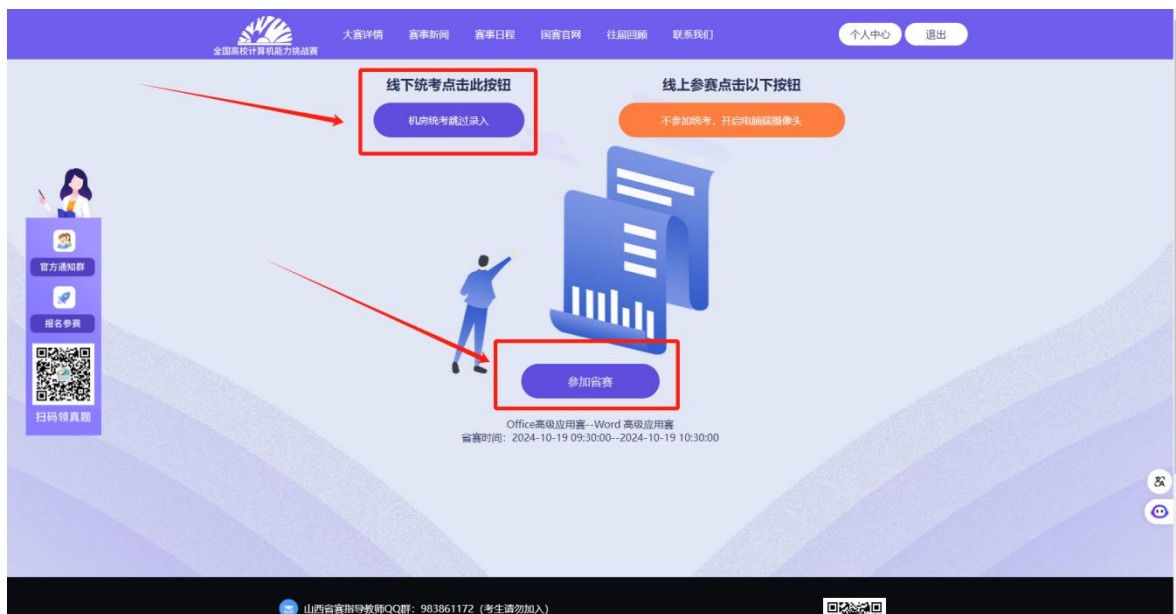 全国高校计算机能力挑战赛
大赛详情 赛事新闻 赛事日程 国赛官网 往届回顾 联系我们
个人中心 退出
线下统考点击此按钮
线上参赛点击以下按钮
机房统考跳过录入
不参加统考，开启电脑端摄像头
官方通知群
报名参赛
扫码领真题
参加省赛
Office高级应用赛--Word 高级应用赛
省赛时间：2024-10-19 09:30:00--2024-10-19 10:30:00
山西省赛指导教师QQ群：983861172（考生请勿加入）